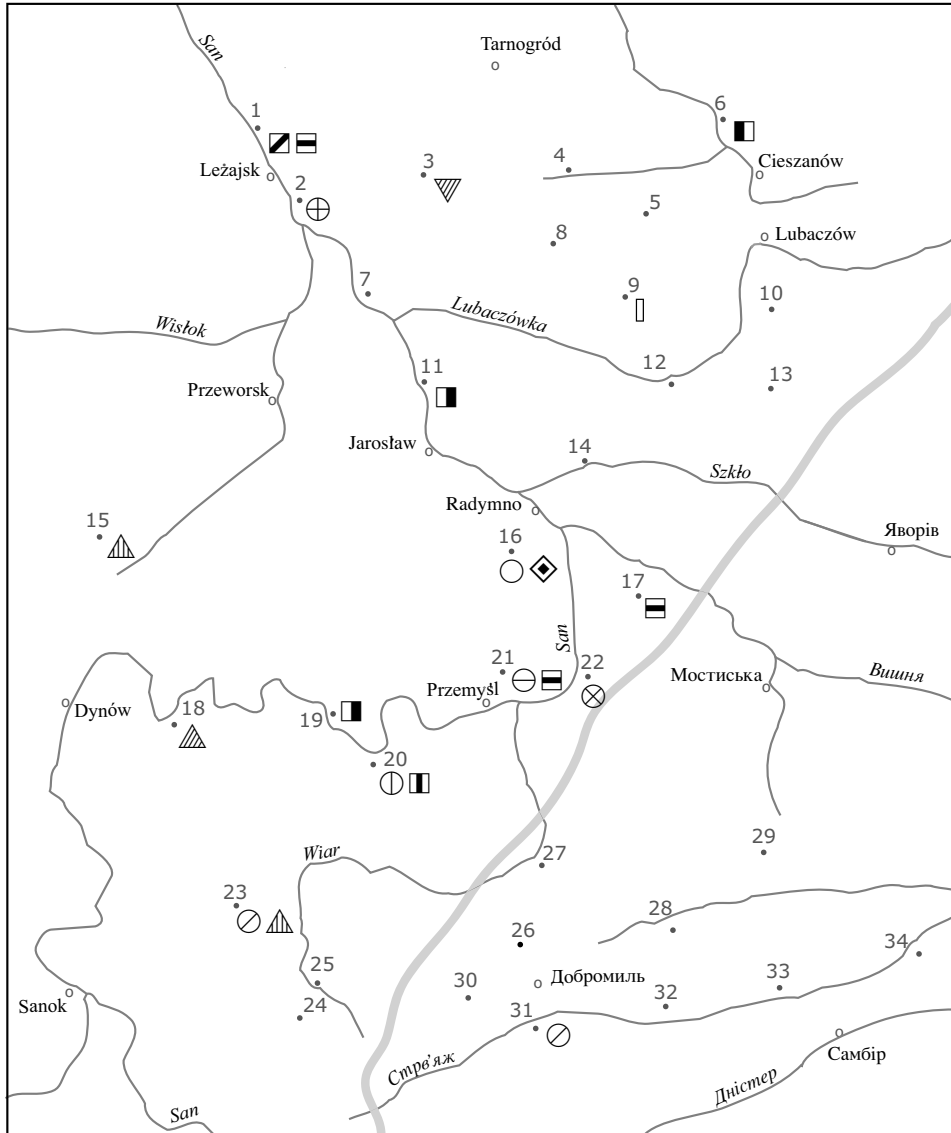 San
Tarnogród
1
6
Leżajsk
2
3
4
Cieszanów
5
8
Lubaczów
7
9
10
Wisłok
Lubaczówka
11
12
13
Przeworsk
Jarosław
14
Szkło
Radymno
15
16
Яворів
17
San
21
22
Przemyśl
Мостиська
Вишня
Dynów
18
19
20
Wiar
27
29
23
28
26
34
25
30
Добромиль
33
Sanok
24
31
32
Самбір
Стрв’яж
Дністер
San